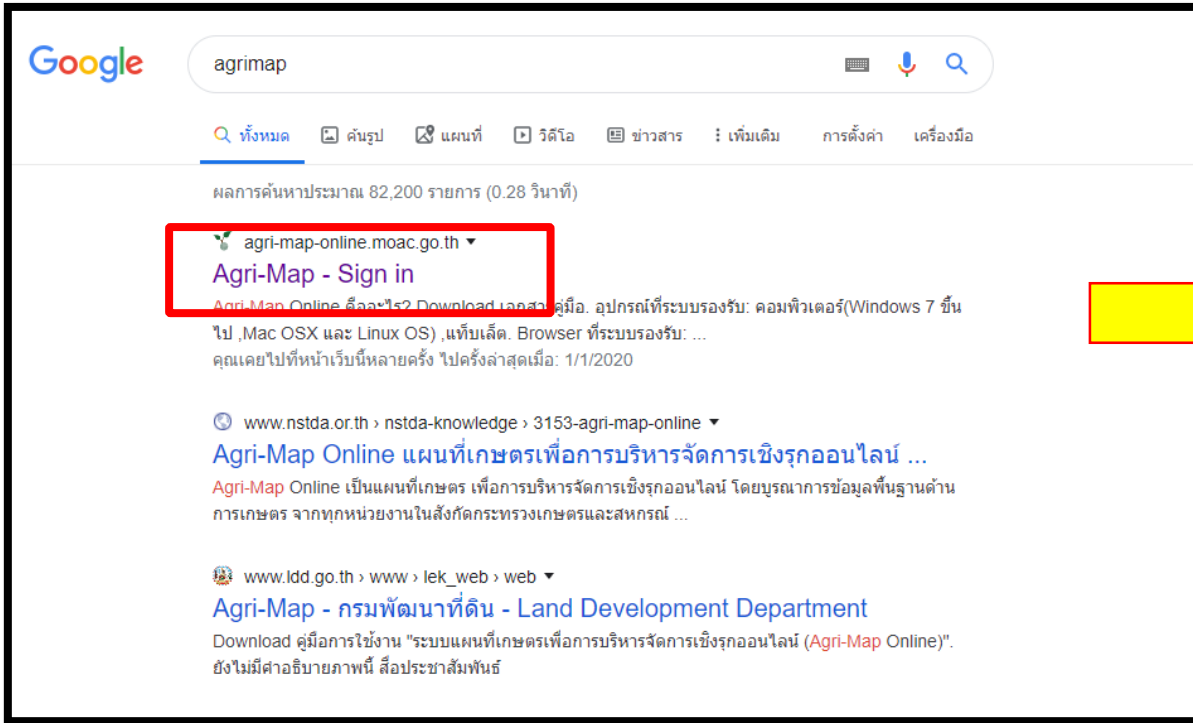 Google
agrimap
ทั้งหมด ค้นรูป แผนที่ วิดีโอ ข่าวสาร เพิ่มเติม การตั้งค่า เครื่องมือ
ผลการค้นหาประมาณ 82,200 รายการ (0.28 วินาที)
agri-map-online.moac.go.th
Agri-Map - Sign in
Agri-Map Online คืออะไร? Download เอกสารคู่มือ. อุปกรณ์ที่ระบบรองรับ: คอมพิวเตอร์(Windows 7 ขึ้น
ไป ,Mac OSX และ Linux OS) ,แท็บเล็ต. Browser ที่ระบบรองรับ: ...
คุณเคยไปที่หน้าเว็บนี้หลายครั้ง ไปครั้งล่าสุดเมื่อ: 1/1/2020
www.nstda.or.th › nstda-knowledge › 3153-agri-map-online
Agri-Map Online แผนที่เกษตรเพื่อการบริหารจัดการเชิงรุกออนไลน์ ...
Agri-Map Online เป็นแผนที่เกษตร เพื่อการบริหารจัดการเชิงรุกออนไลน์ โดยบูรณาการข้อมูลพื้นฐานด้าน
การเกษตร จากทุกหน่วยงานในสังกัดกระทรวงเกษตรและสหกรณ์ ...
www.ldd.go.th › www › lek_web › web
Agri-Map - กรมพัฒนาที่ดิน - Land Development Department
Download คู่มือการใช้งาน "ระบบแผนที่เกษตรเพื่อการบริหารจัดการเชิงรุกออนไลน์ (Agri-Map Online)".
ยังไม่มีคำอธิบายภาพนี้ สื่อประชาสัมพันธ์